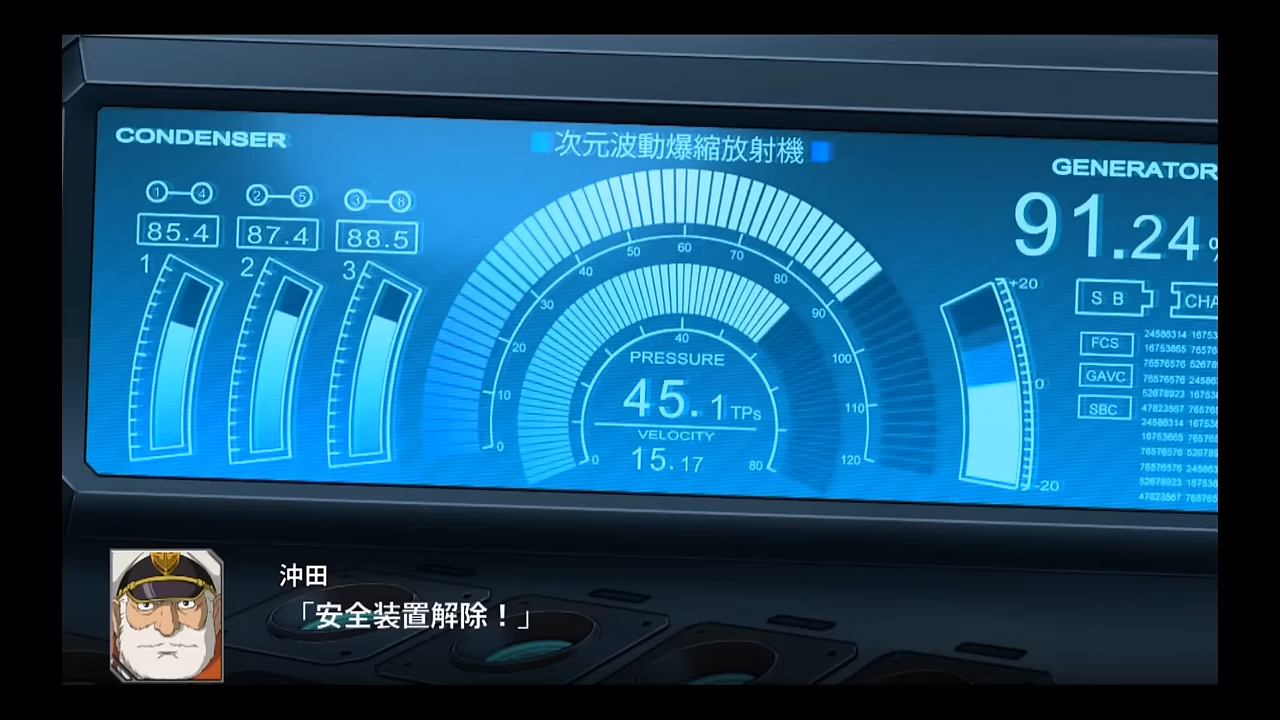 CONDENSER
次元波動爆縮放射機
GENERATOR
① ④ ② ⑤ ③ ⑥
85.4 87.4 88.5
91.24%
1 2 3
0 10 20 30 40 50 60 70 80 90 100 110 120
0 40 80
PRESSURE
45.1 TPs
VELOCITY
15.17
+20
0
-20
S B
CHA
FCS
GAVC
SBC
沖田
「安全装置解除！」